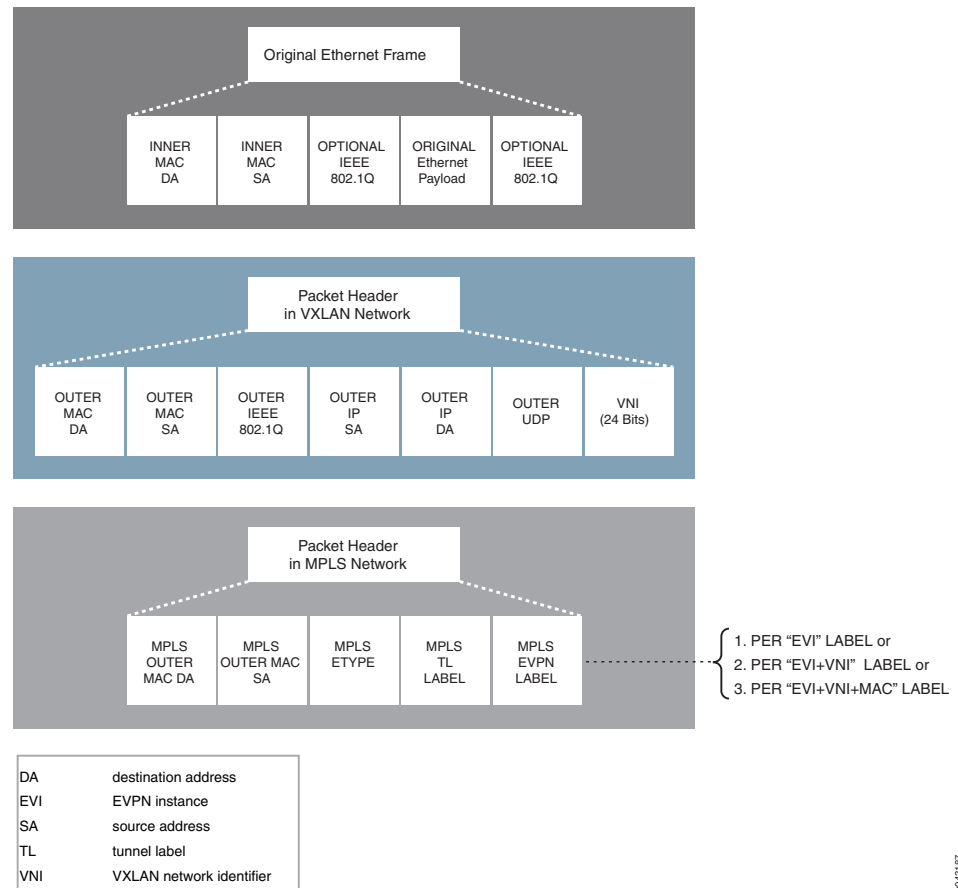 Original Ethernet Frame
INNER
MAC
DA
INNER
MAC
SA
OPTIONAL
IEEE
802.1Q
ORIGINAL
Ethernet
Payload
OPTIONAL
IEEE
802.1Q
Packet Header
in VXLAN Network
OUTER
MAC
DA
OUTER
MAC
SA
OUTER
IEEE
802.1Q
OUTER
IP
SA
OUTER
IP
DA
OUTER
UDP
VNI
(24 Bits)
Packet Header
in MPLS Network
MPLS
OUTER
MAC DA
MPLS
OUTER MAC
SA
MPLS
ETYPE
MPLS
TL
LABEL
MPLS
EVPN
LABEL
1. PER “EVI” LABEL or
2. PER “EVI+VNI” LABEL or
3. PER “EVI+VNI+MAC” LABEL
DA destination address
EVI EVPN instance
SA source address
TL tunnel label
VNI VXLAN network identifier